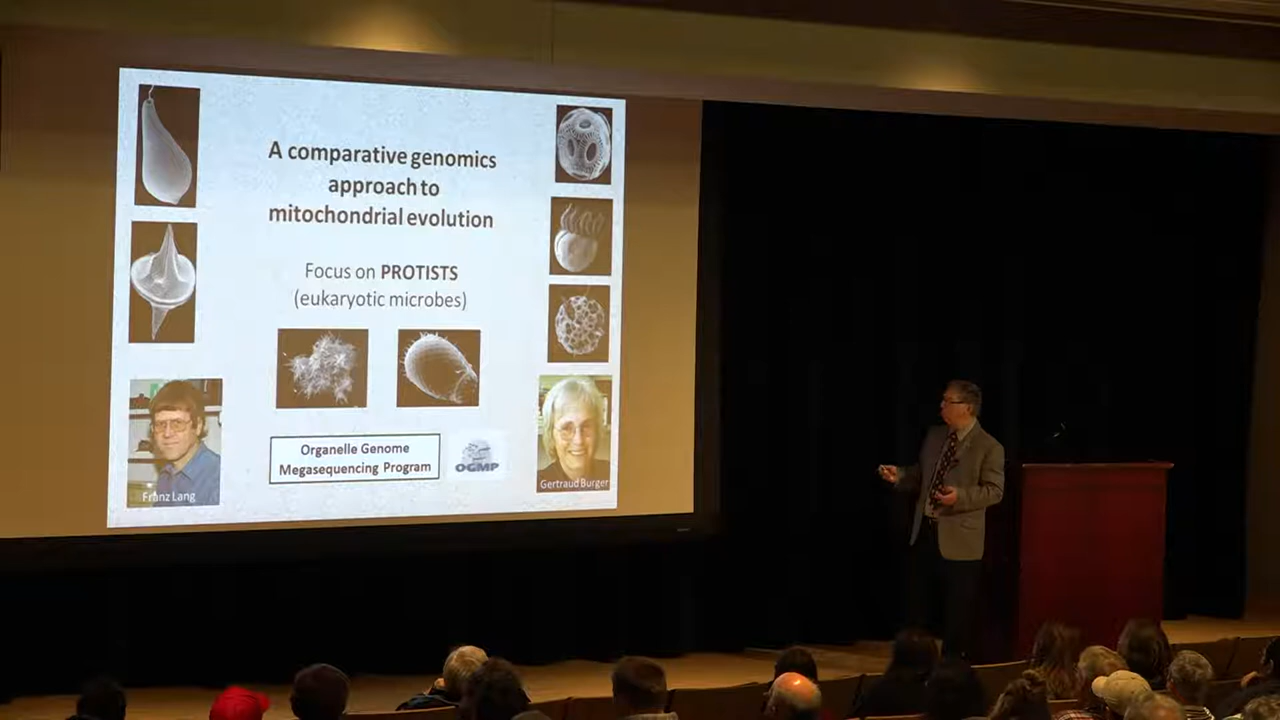 A comparative genomics
approach to
mitochondrial evolution
Focus on PROTISTS
(eukaryotic microbes)
Organelle Genome
Megasequencing Program
OGMP
Franz Lang
Gertraud Burger